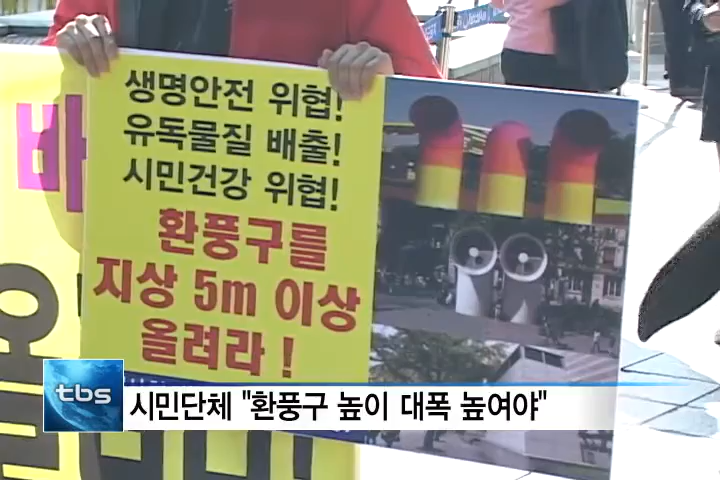 생명안전 위협!
유독물질 배출!
시민건강 위협!
환풍구를
지상 5m 이상
올려라!
tbs
시민단체 "환풍구 높이 대폭 높여야"